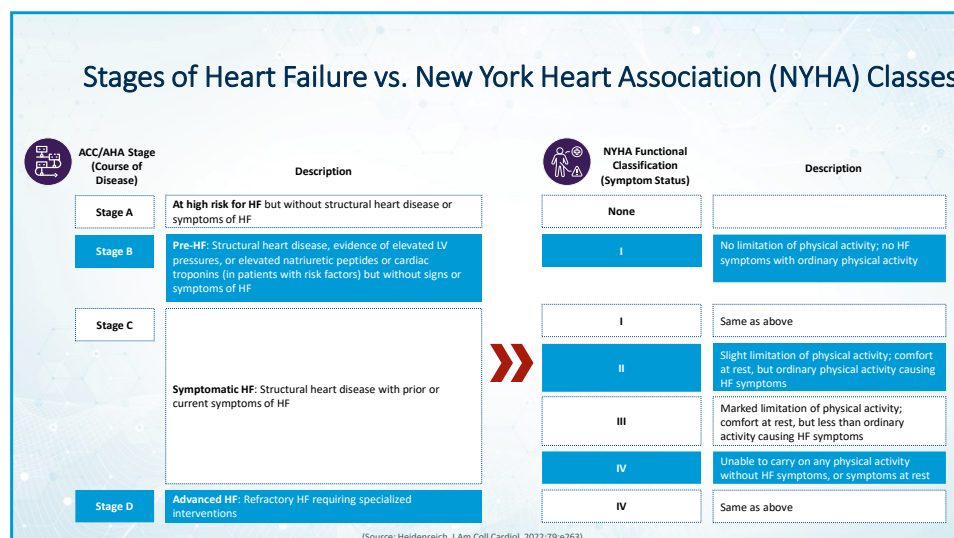 Stages of Heart Failure vs. New York Heart Association (NYHA) Classes
ACC/AHA Stage
(Course of
Disease)
Description
NYHA Functional
Classification
(Symptom Status)
Description
Stage A
At high risk for HF but without structural heart disease or
symptoms of HF
None
Stage B
Pre-HF: Structural heart disease, evidence of elevated LV
pressures, or elevated natriuretic peptides or cardiac
troponins (in patients with risk factors) but without signs or
symptoms of HF
I
No limitation of physical activity; no HF
symptoms with ordinary physical activity
Stage C
Symptomatic HF: Structural heart disease with prior or
current symptoms of HF
I
Same as above
II
Slight limitation of physical activity; comfort
at rest, but ordinary physical activity causing
HF symptoms
III
Marked limitation of physical activity;
comfort at rest, but less than ordinary
activity causing HF symptoms
IV
Unable to carry on any physical activity
without HF symptoms, or symptoms at rest
Stage D
Advanced HF: Refractory HF requiring specialized
interventions
IV
Same as above
(Source: Heidenreich, J Am Coll Cardiol. 2022;79:e263)